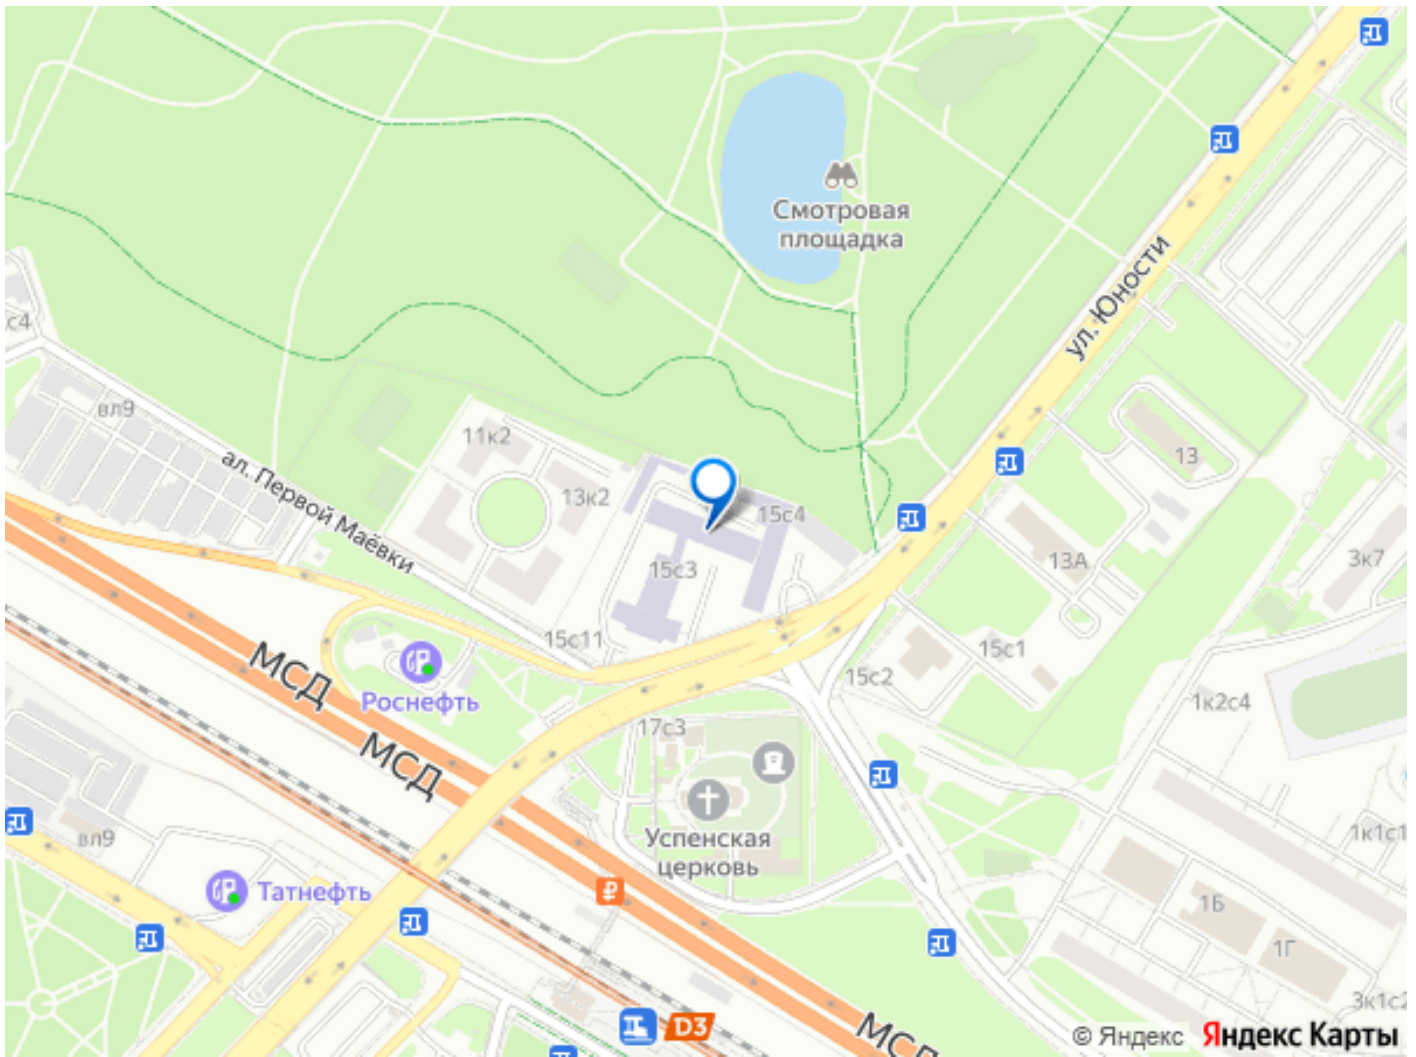 Смотровая
площадка
ул. Юности
с4
вл9
ал. Первой Маёвки
11к2
13к2
15с4
15с3
13
13А
3к7
15с11
15с1
15с2
1к2с4
МСД
Роснефть
17с3
МСД
Успенская
церковь
вл9
1к1с1
Татнефть
₽
1Б
1Г
3к1с2
D3
МСД
© Яндекс Яндекс Карты